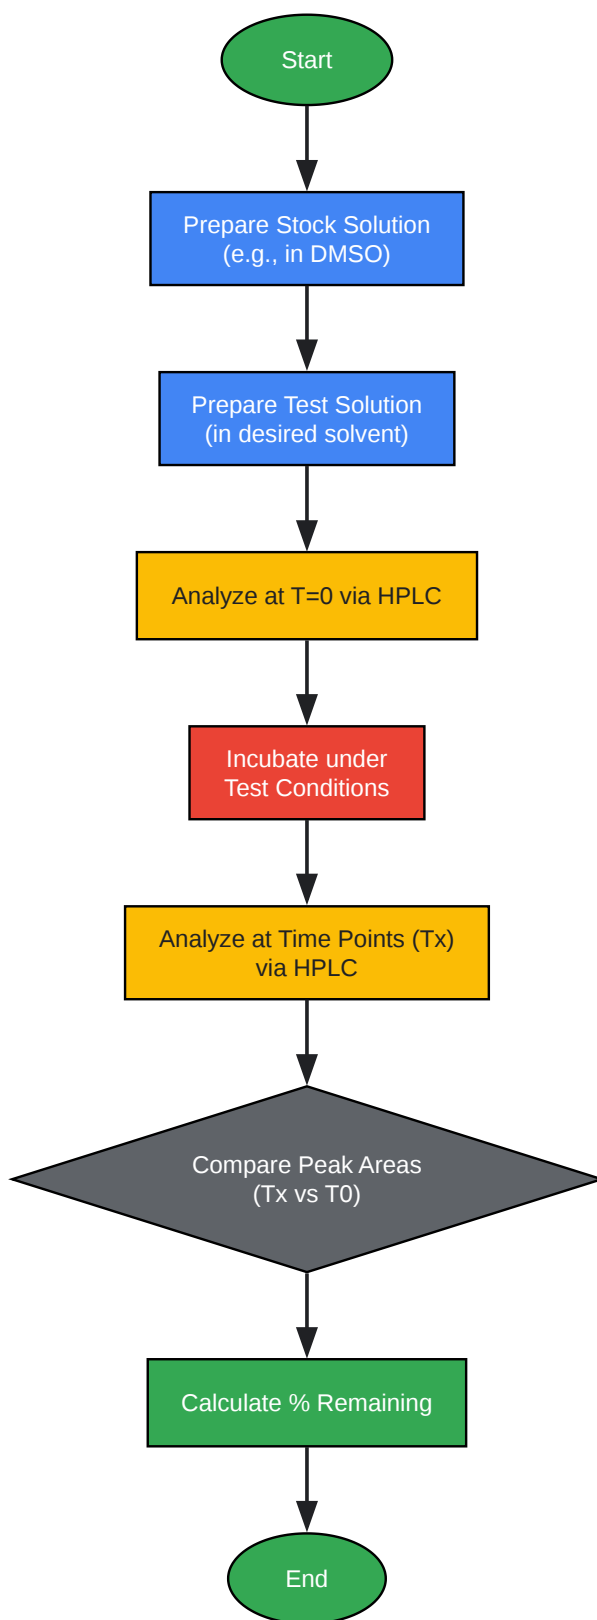 Start
Prepare Stock Solution
(e.g., in DMSO)
Prepare Test Solution
(in desired solvent)
Analyze at T=0 via HPLC
Incubate under
Test Conditions
Analyze at Time Points (Tx)
via HPLC
Compare Peak Areas
(Tx vs T0)
Calculate % Remaining
End